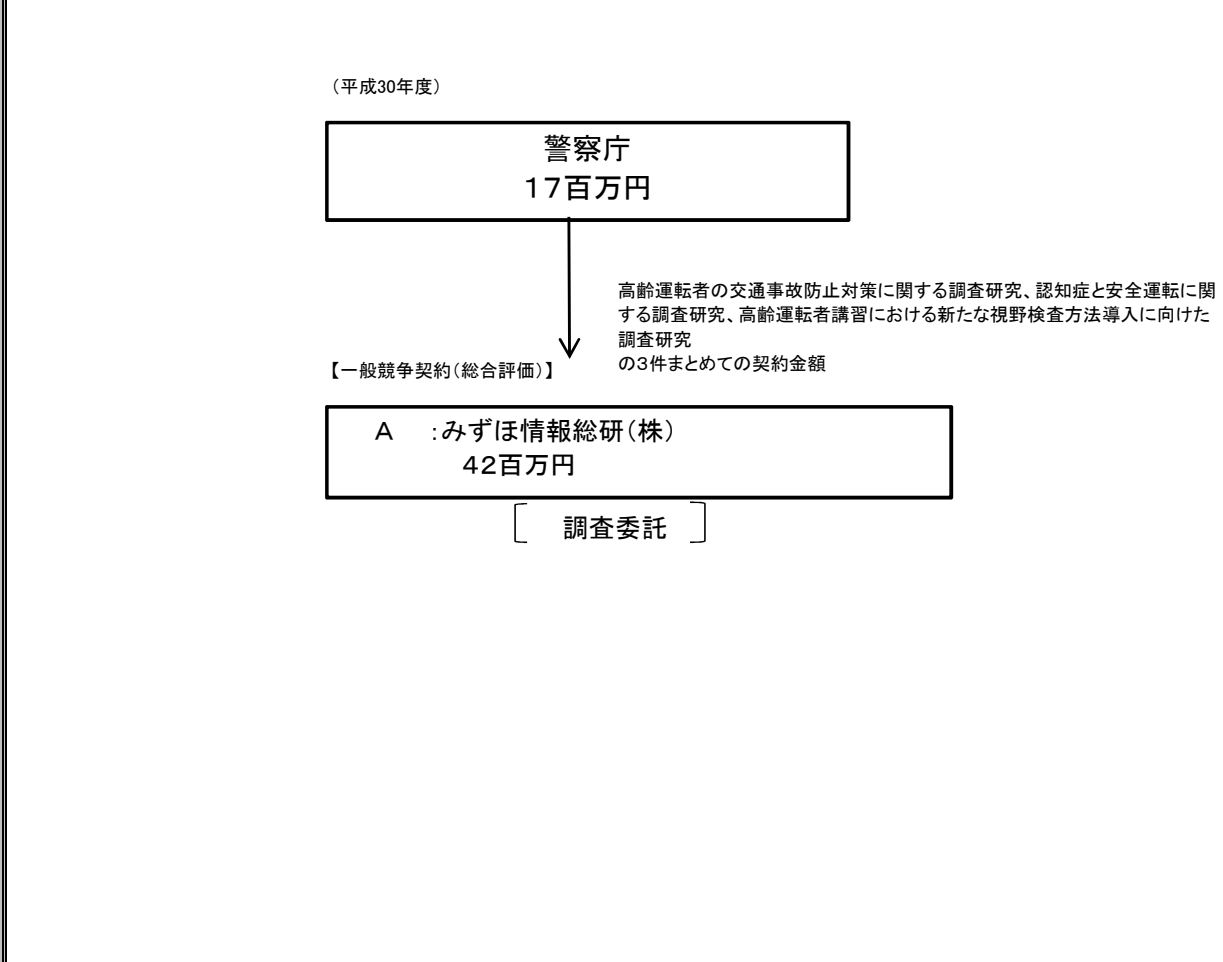 （平成30年度）
警察庁
17百万円
高齢運転者の交通事故防止対策に関する調査研究、認知症と安全運転に関
する調査研究、高齢運転者講習における新たな視野検査方法導入に向けた
調査研究
の３件まとめての契約金額
【一般競争契約（総合評価）】
Ａ　：みずほ情報総研（株）
42百万円
調査委託